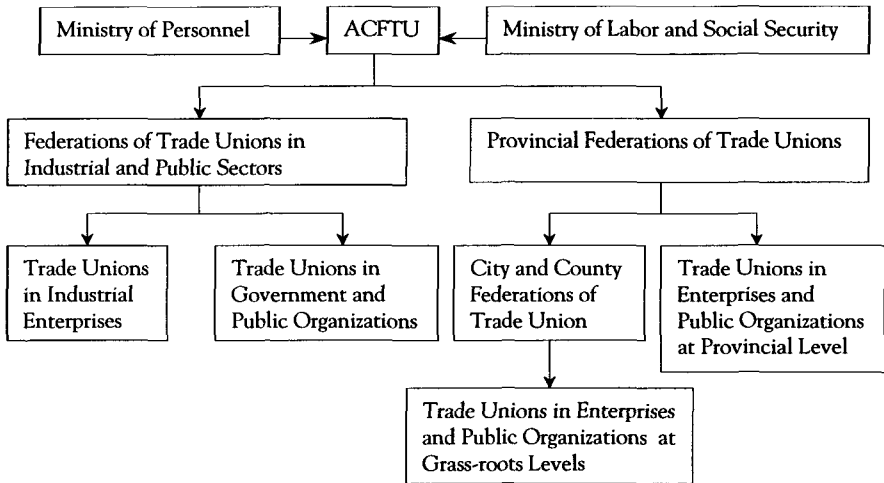 Ministry of Personnel
ACFTU
Ministry of Labor and Social Security
Federations of Trade Unions in
Industrial and Public Sectors
Provincial Federations of Trade Unions
Trade Unions
in Industrial
Enterprises
Trade Unions in
Government and
Public Organizations
City and County
Federations of
Trade Union
Trade Unions in
Enterprises and
Public Organizations
at Provincial Level
Trade Unions in Enterprises
and Public Organizations at
Grass-roots Levels